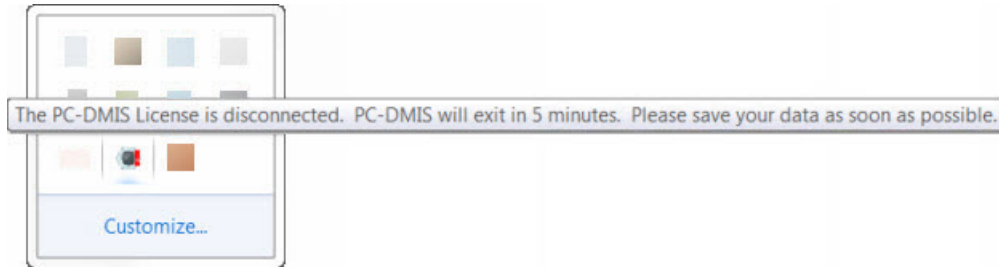 The PC-DMIS License is disconnected. PC-DMIS will exit in 5 minutes. Please save your data as soon as possible.
Customize...